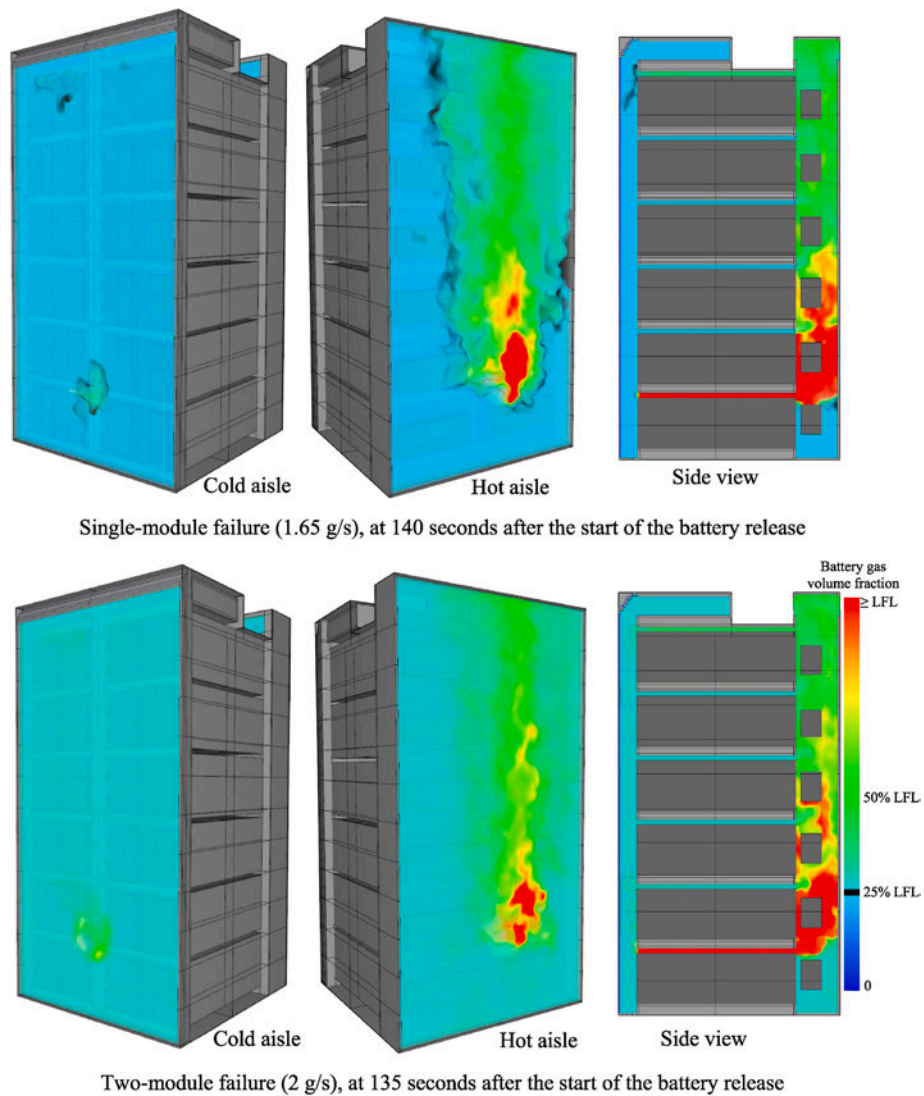 Cold aisle
Hot aisle
Side view
Single-module failure (1.65 g/s), at 140 seconds after the start of the battery release
Battery gas
volume fraction
≥ LFL
50% LFL
25% LFL
0
Cold aisle
Hot aisle
Side view
Two-module failure (2 g/s), at 135 seconds after the start of the battery release